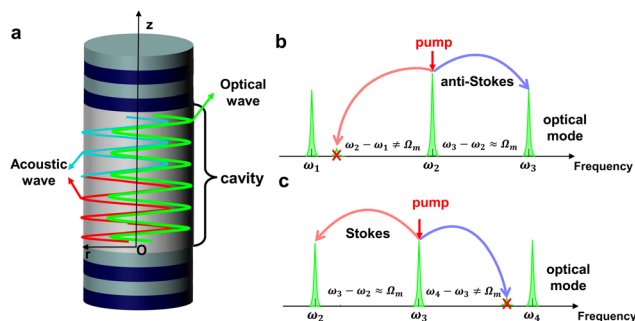 a
z
Optical
wave
Acoustic
wave
cavity
r
O
b
pump
anti-Stokes
optical
mode
ω₂ − ω₁ ≠ Ωₘ
ω₃ − ω₂ ≈ Ωₘ
Frequency
ω₁
ω₂
ω₃
c
pump
Stokes
optical
mode
ω₃ − ω₂ ≈ Ωₘ
ω₄ − ω₃ ≠ Ωₘ
Frequency
ω₂
ω₃
ω₄